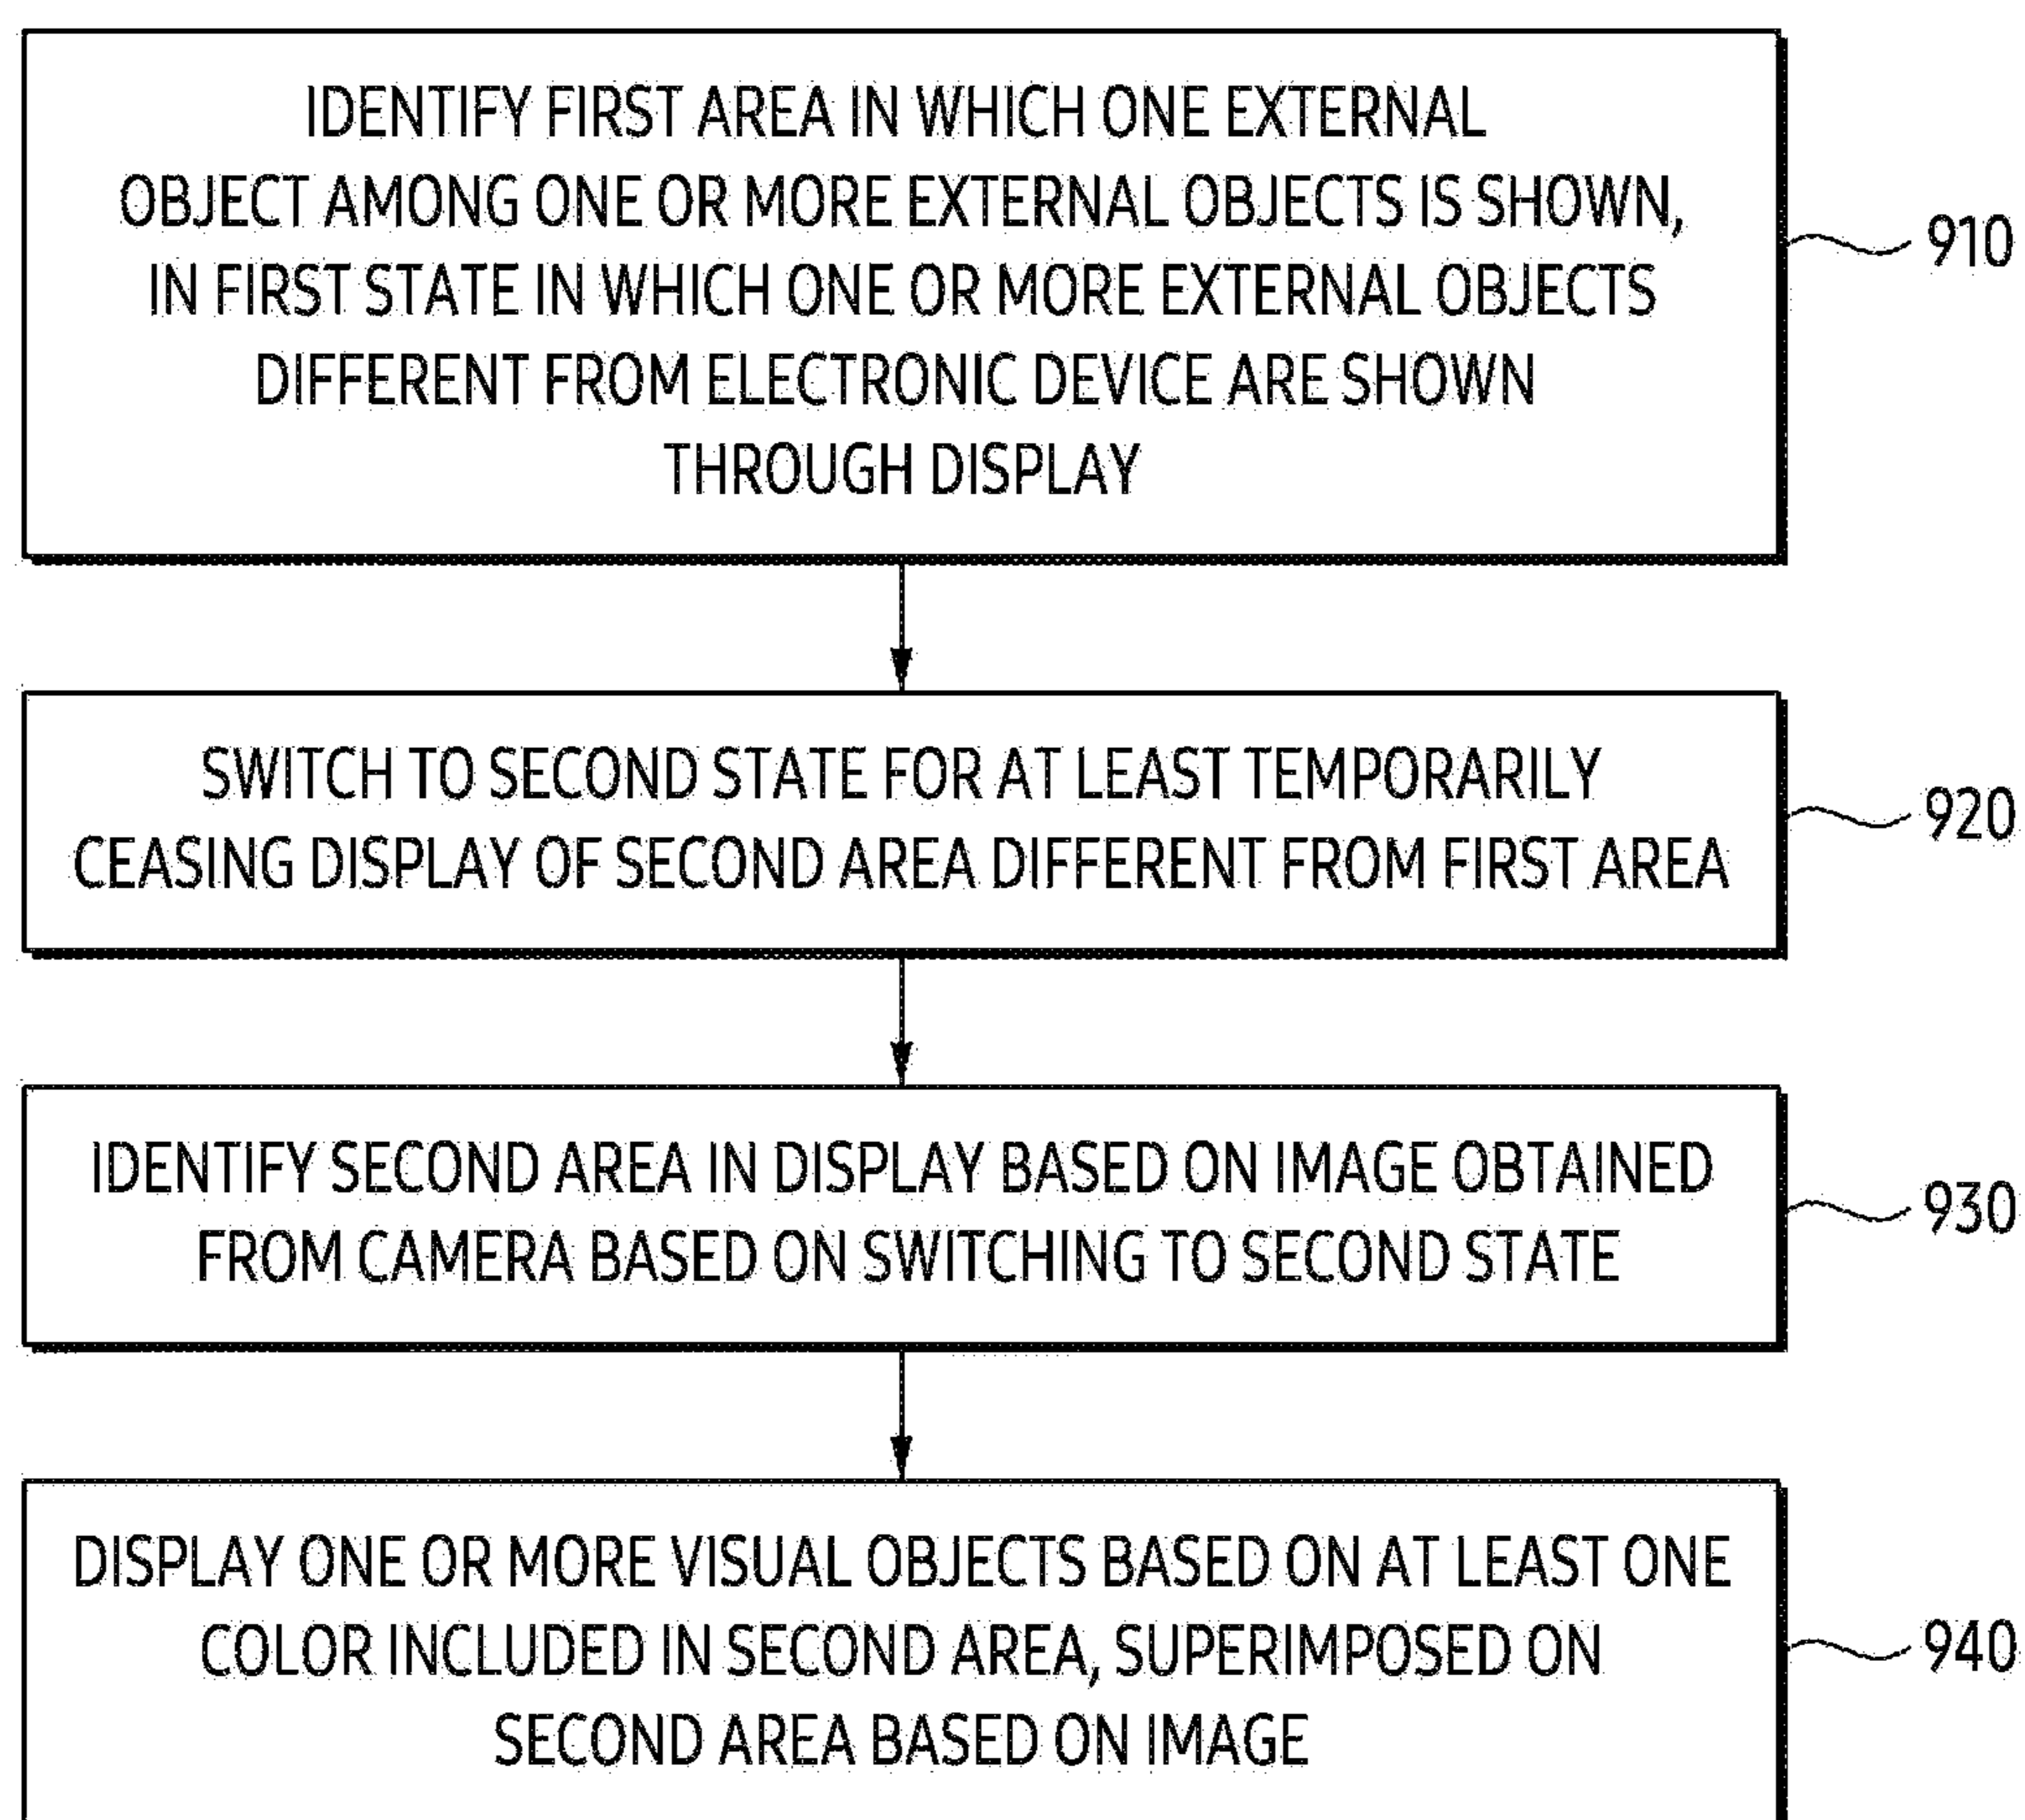 IDENTIFY FIRST AREA IN WHICH ONE EXTERNAL
OBJECT AMONG ONE OR MORE EXTERNAL OBJECTS IS SHOWN,
IN FIRST STATE IN WHICH ONE OR MORE EXTERNAL OBJECTS
DIFFERENT FROM ELECTRONIC DEVICE ARE SHOWN
THROUGH DISPLAY
910
SWITCH TO SECOND STATE FOR AT LEAST TEMPORARILY
CEASING DISPLAY OF SECOND AREA DIFFERENT FROM FIRST AREA
920
IDENTIFY SECOND AREA IN DISPLAY BASED ON IMAGE OBTAINED
FROM CAMERA BASED ON SWITCHING TO SECOND STATE
930
DISPLAY ONE OR MORE VISUAL OBJECTS BASED ON AT LEAST ONE
COLOR INCLUDED IN SECOND AREA, SUPERIMPOSED ON
SECOND AREA BASED ON IMAGE
940